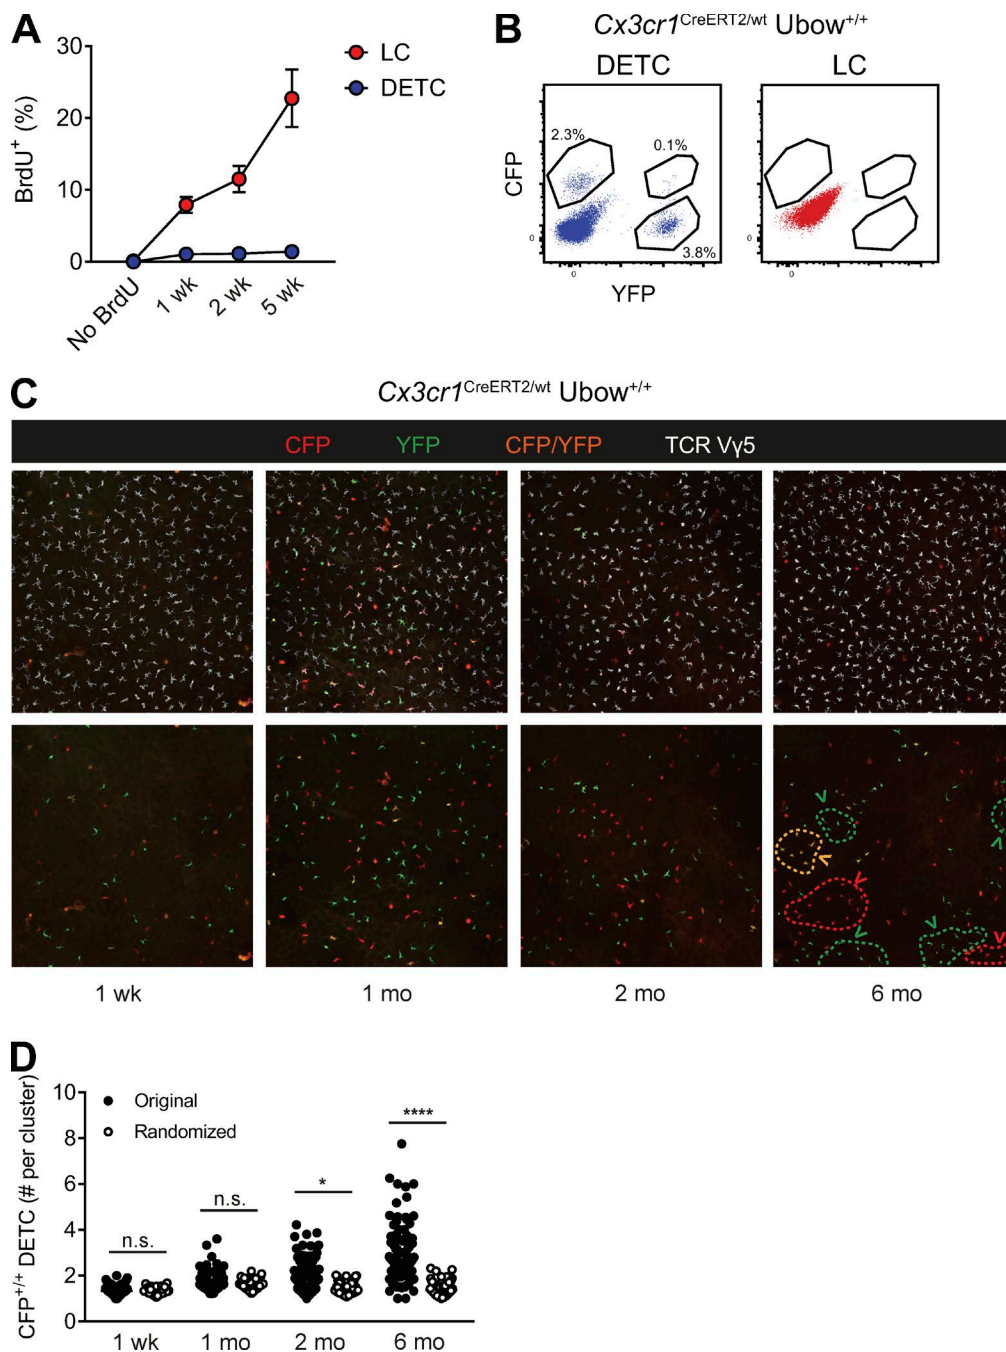 A
30
20
10
0
BrdU+ (%)
LC
DETC
No BrdU
1 wk
2 wk
5 wk
B
Cx3cr1CreERT2/wt Ubow+/+
DETC
LC
2.3%
0.1%
3.8%
CFP
0
0
YFP
0
0
C
Cx3cr1CreERT2/wt Ubow+/+
CFP YFP CFP/YFP TCR Vγ5
1 wk 1 mo 2 mo 6 mo
D
10
8
6
4
2
0
CFP+/+ DETC (# per cluster)
Original
Randomized
n.s.
n.s.
*
****
1 wk 1 mo 2 mo 6 mo